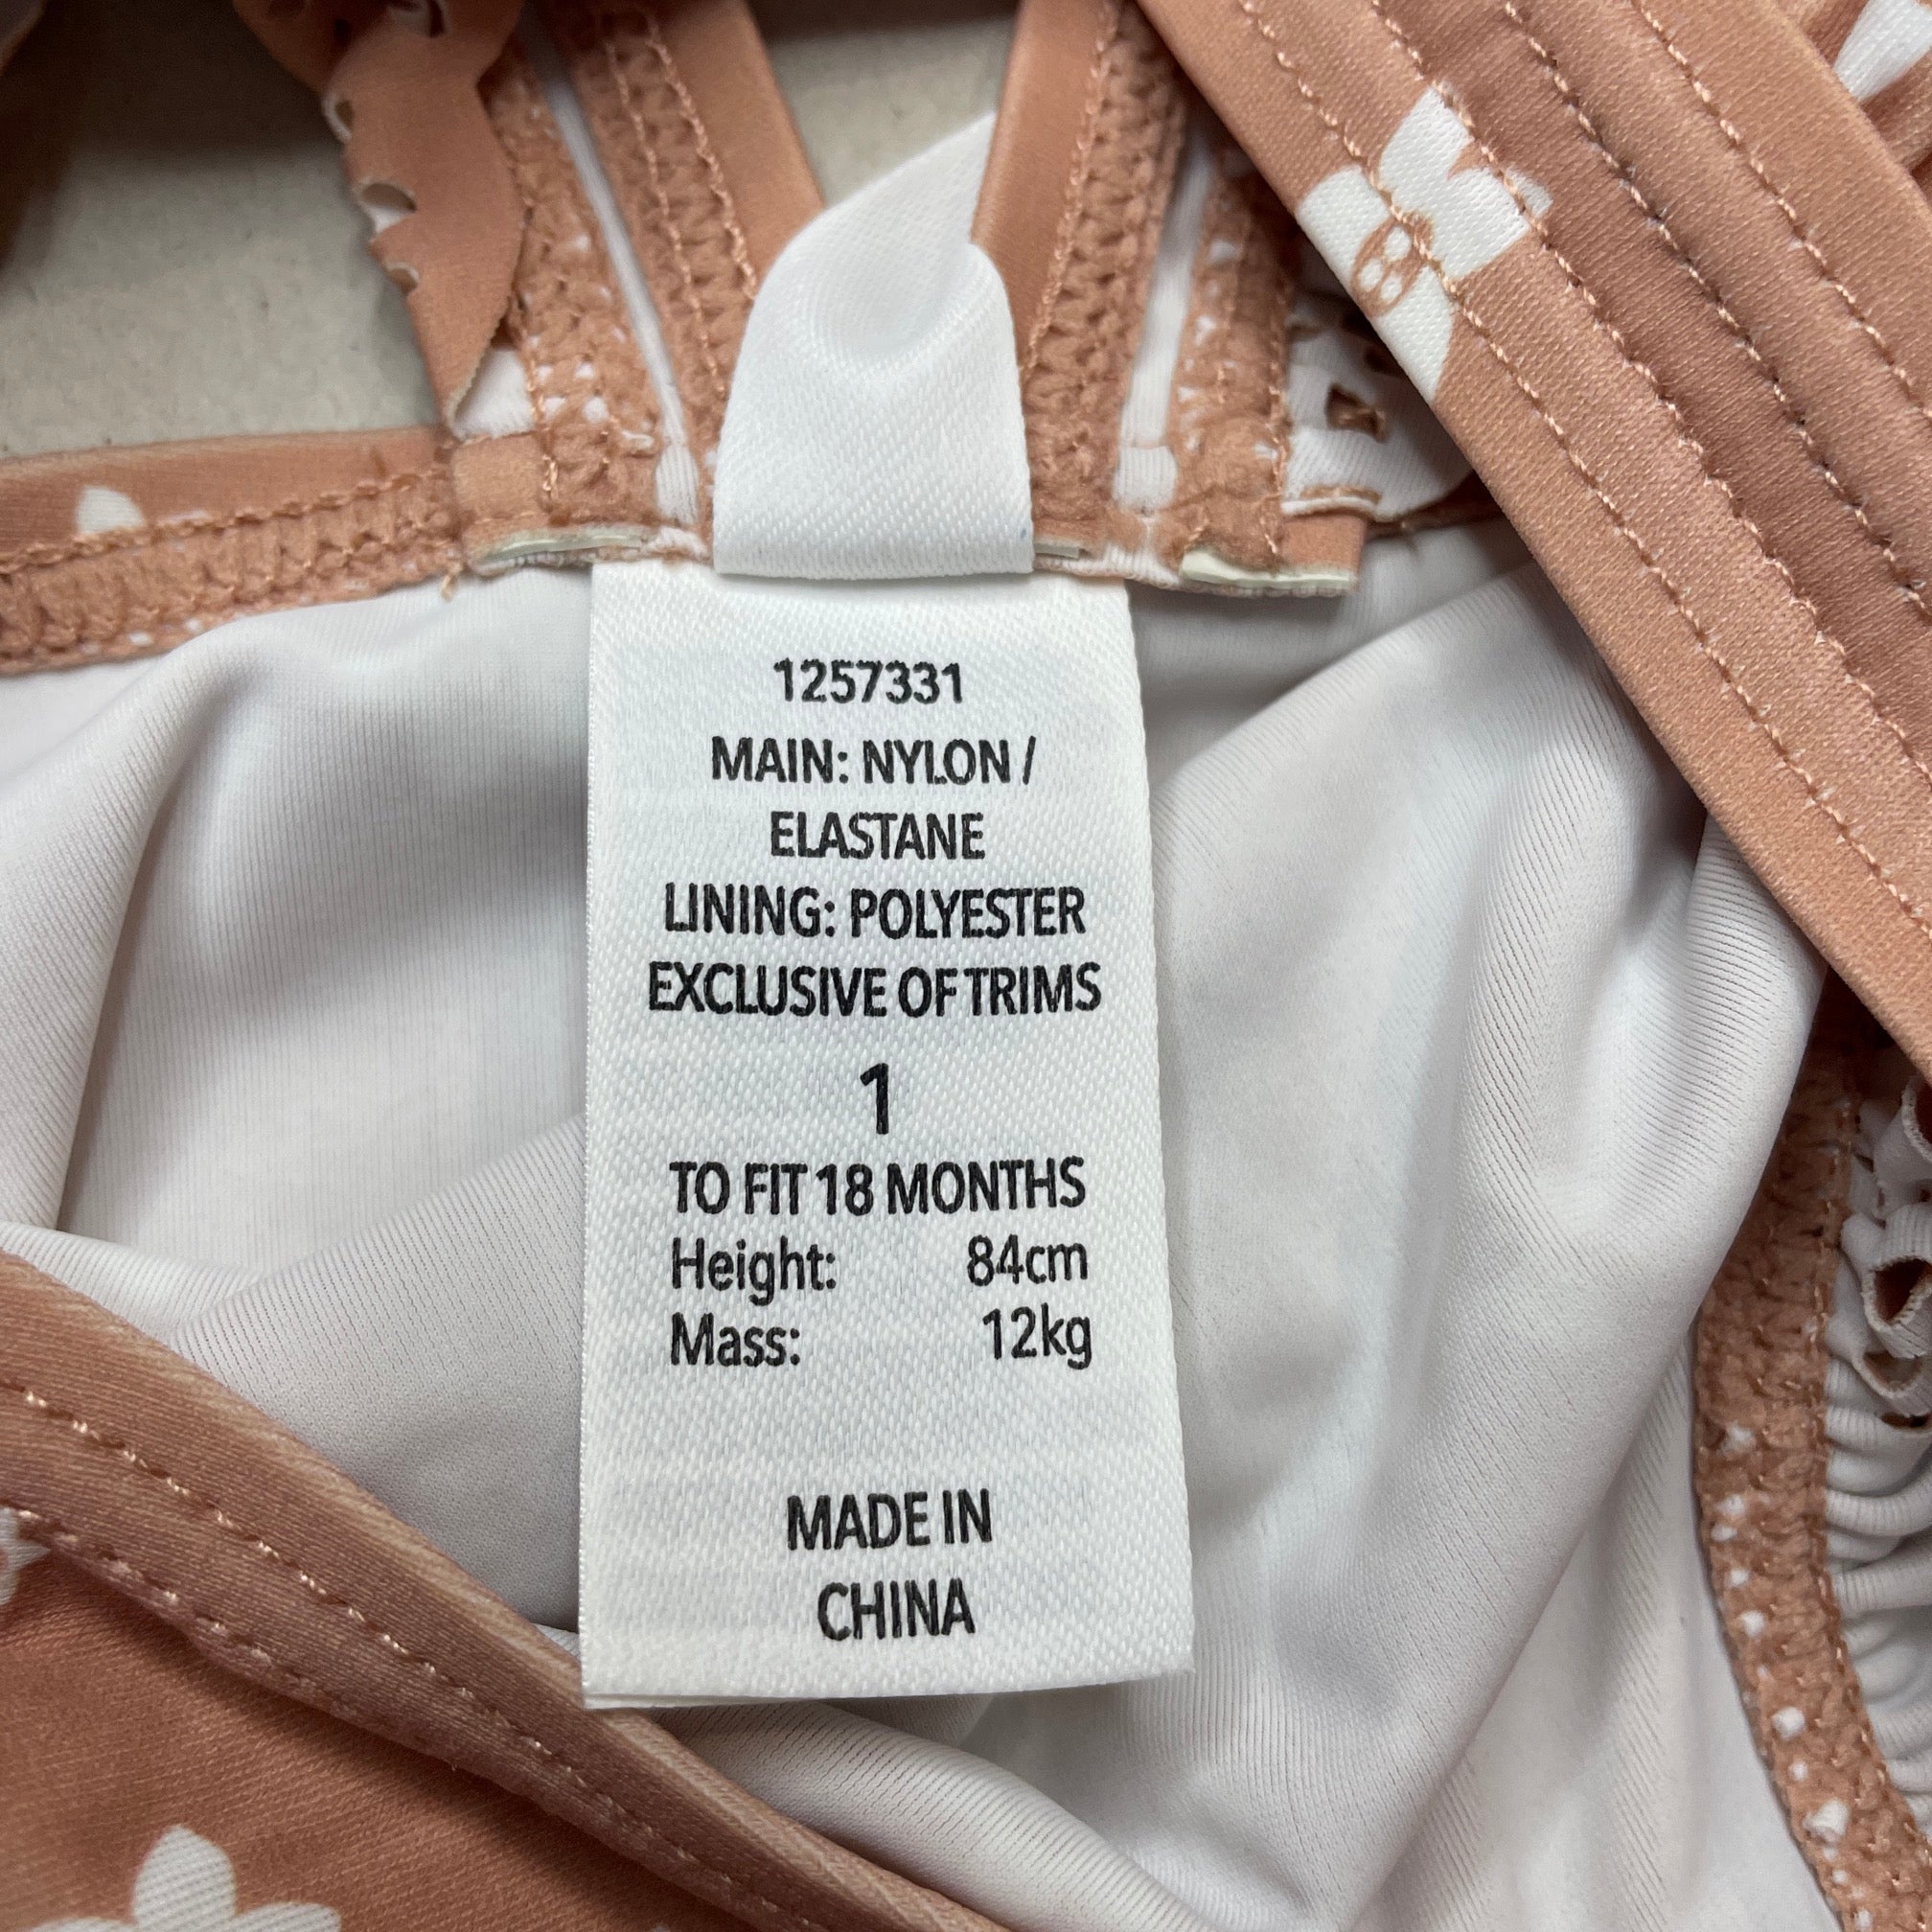 1257331
MAIN: NYLON /
ELASTANE
LINING: POLYESTER
EXCLUSIVE OF TRIMS
1
TO FIT 18 MONTHS
Height: 84cm
Mass: 12kg
MADE IN
CHINA